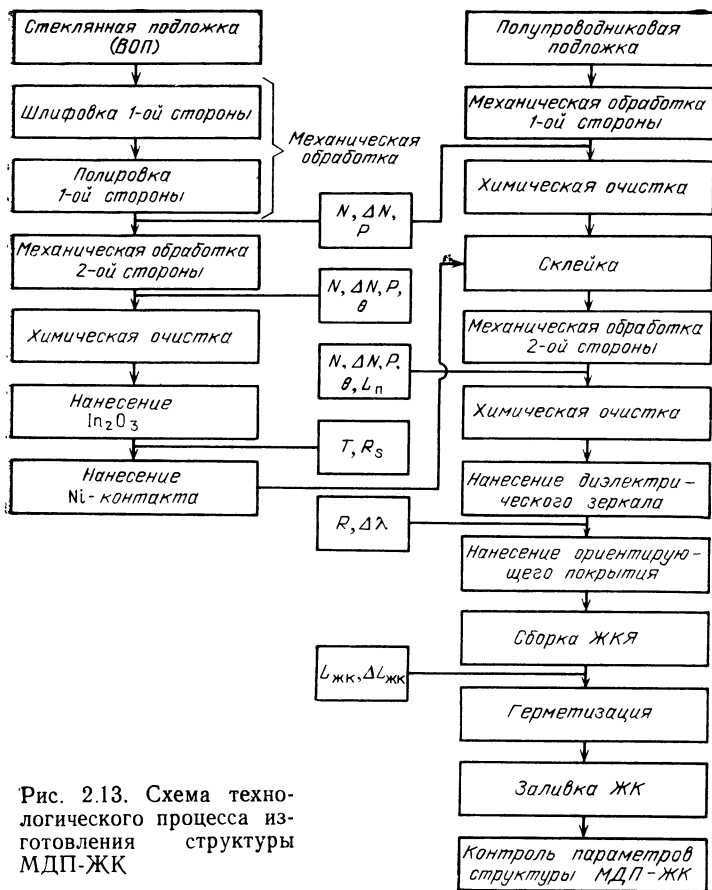 Стеклянная подложка
(ВОП)
Шлифовка 1-ой стороны
Полировка
1-ой стороны
Механическая
обработка
Механическая обработка
2-ой стороны
Химическая очистка
Нанесение
In₂O₃
Нанесение
Ni-контакта
N, ΔN,
P
N, ΔN, P,
θ
N, ΔN, P,
θ, Lп
T, Rs
R, Δλ
Lжк, ΔLжк
Полупроводниковая
подложка
Механическая обработка
1-ой стороны
Химическая очистка
Склейка
Механическая обработка
2-ой стороны
Химическая очистка
Нанесение диэлектри-
ческого зеркала
Нанесение ориентирую-
щего покрытия
Сборка ЖКЯ
Герметизация
Заливка ЖК
Контроль параметров
структуры МДП-ЖК
Рис. 2.13. Схема техно-
логического процесса из-
готовления структуры
МДП-ЖК